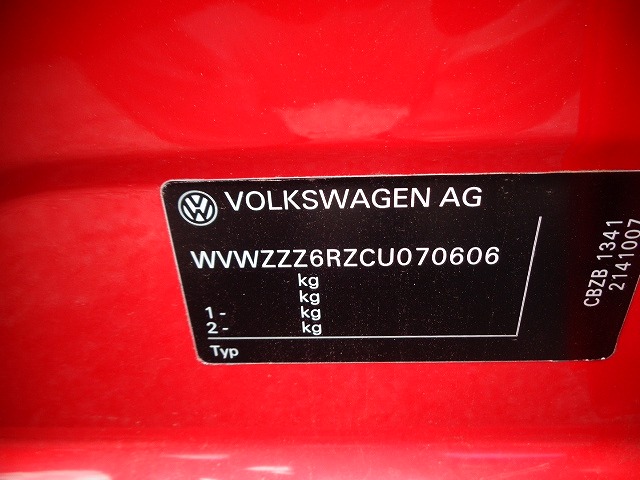 VOLKSWAGEN AG
WVWZZZ6RZCU070606
kg
kg
1- kg
2- kg
Typ
CBZB 1341
2141007